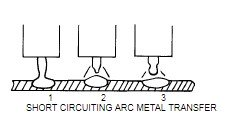 1 2 3
SHORT CIRCUITING ARC METAL TRANSFER